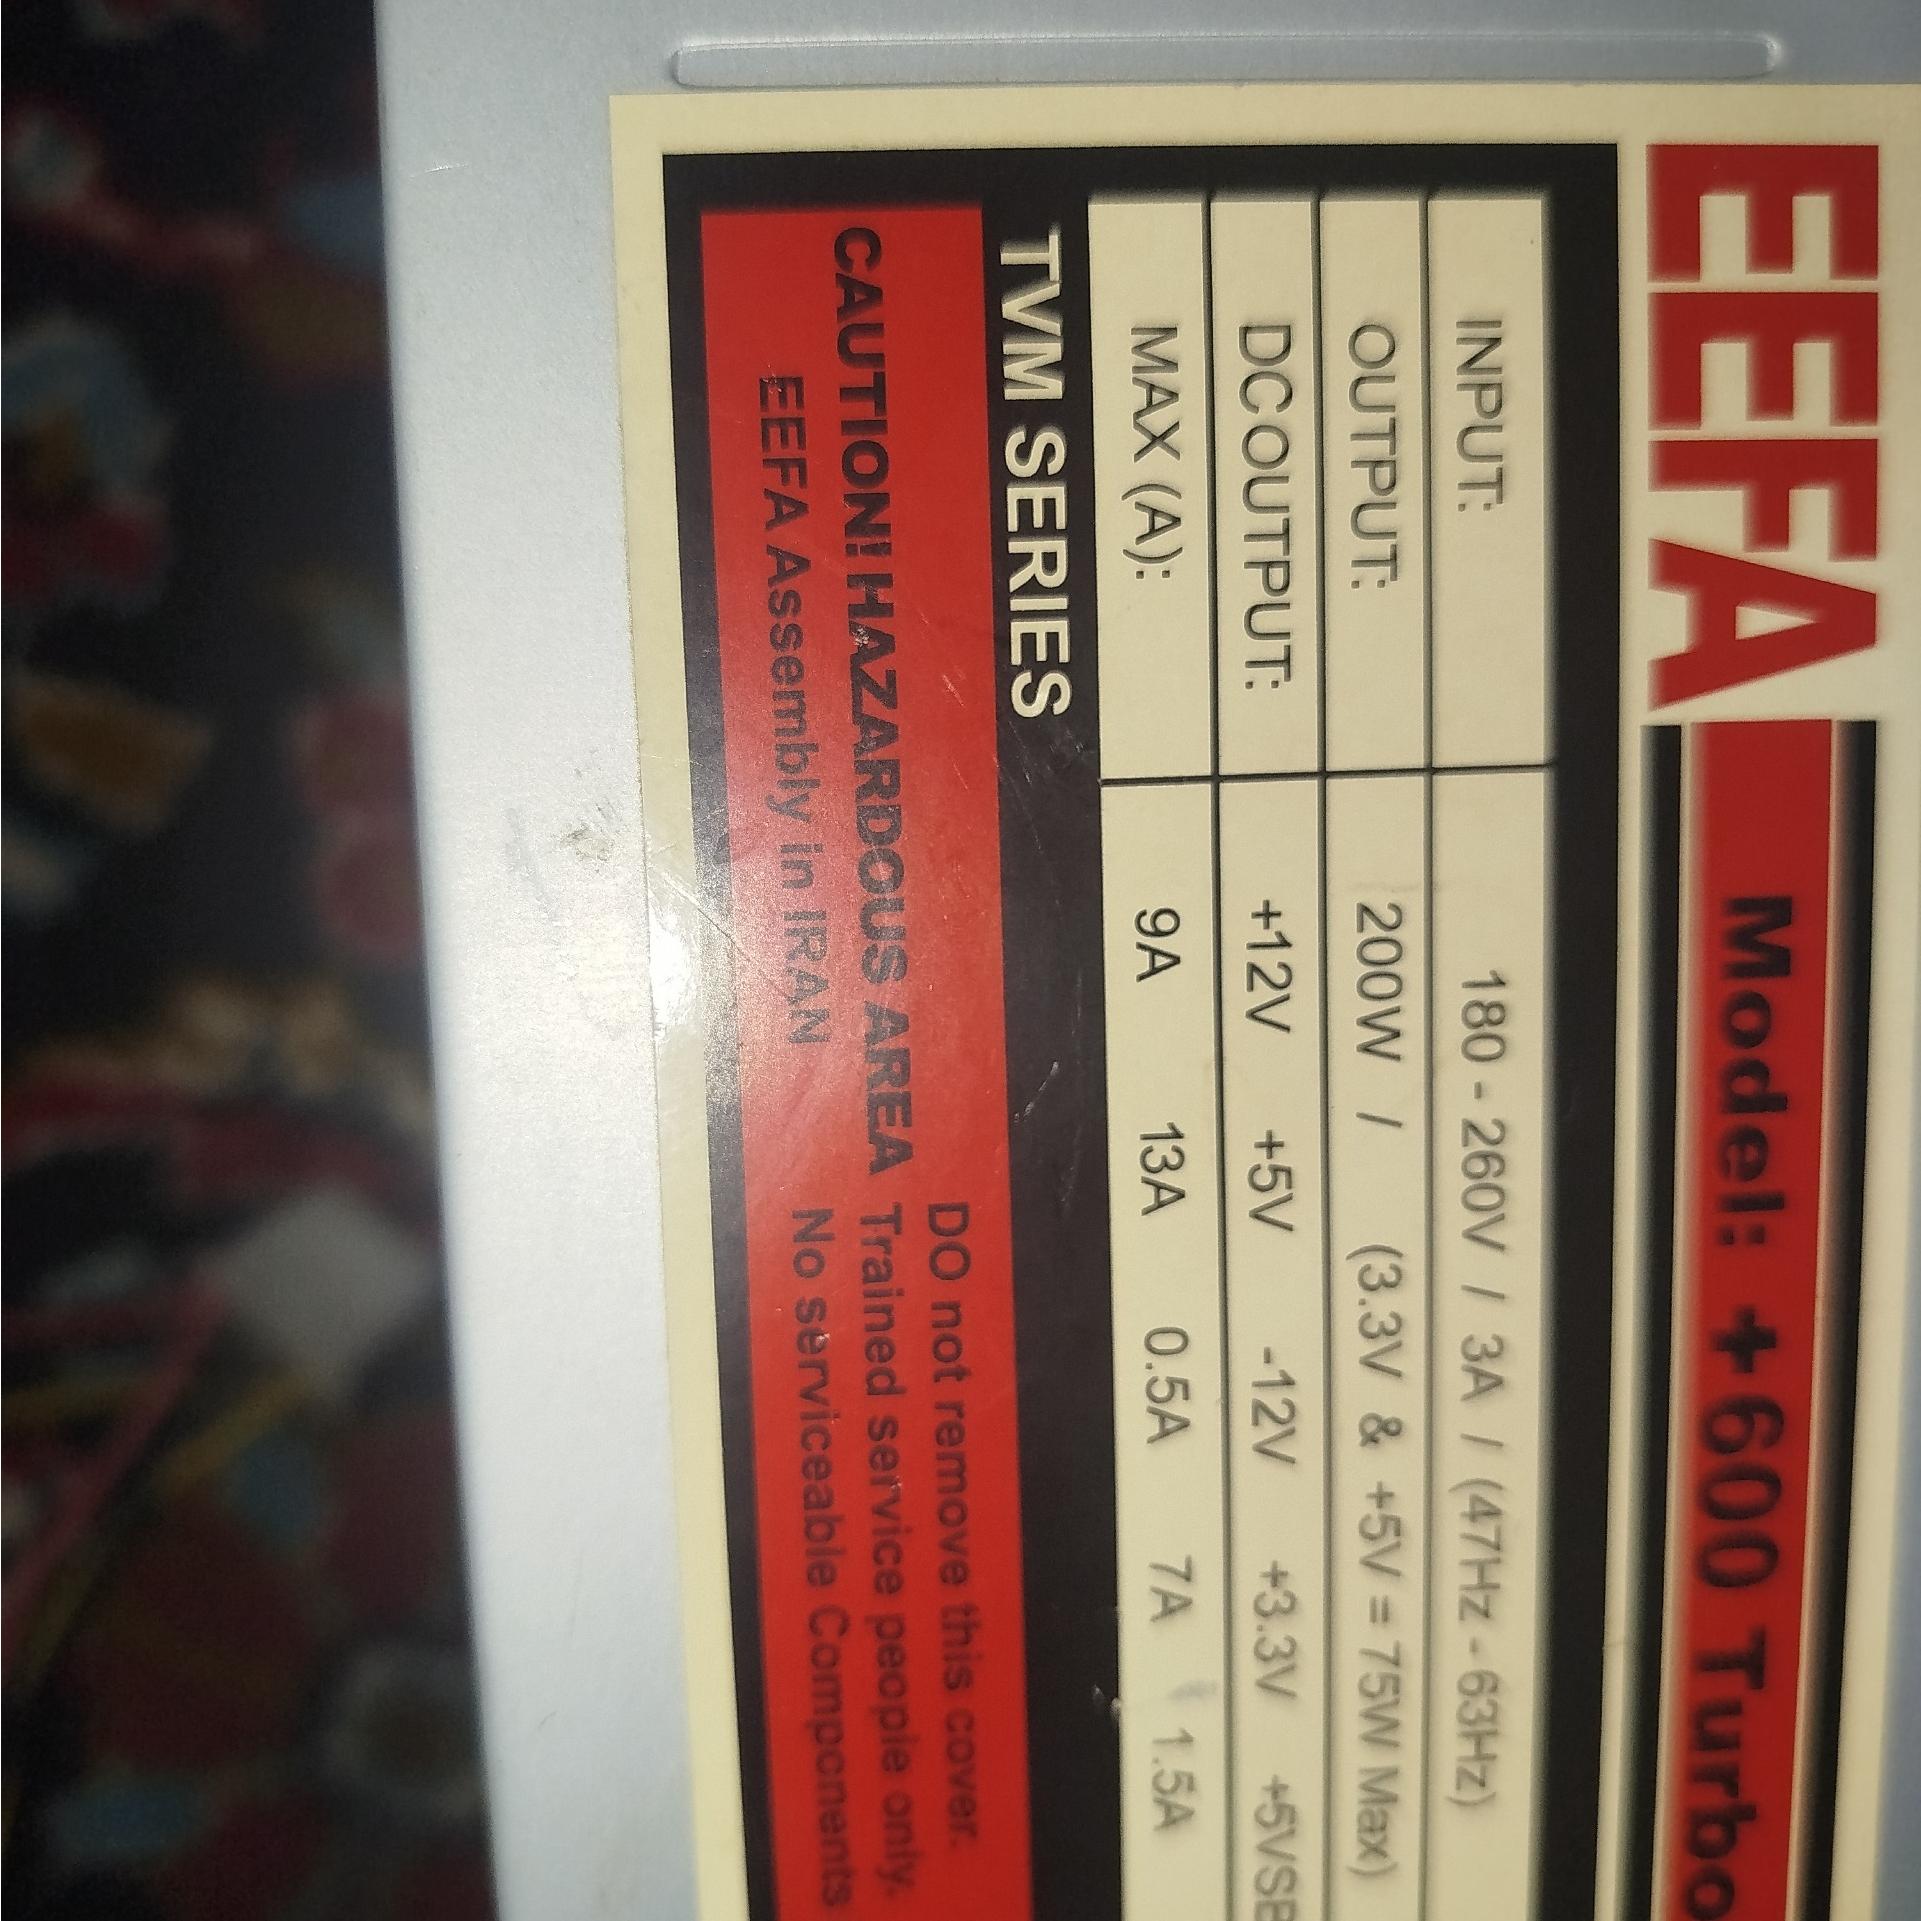 EEFA Model: +600 Turbo
INPUT: 180 - 260V / 3A / (47Hz - 63Hz)
OUTPUT: 200W / (3.3V & +5V = 75W Max)
DCOUTPUT: +12V +5V -12V +3.3V +5VSB
MAX (A): 9A 13A 0.5A 7A 1.5A
TVM SERIES
DO not remove this cover.
CAUTION! HAZARDOUS AREA Trained service people only.
EEFA Assembly in IRAN No serviceable Components